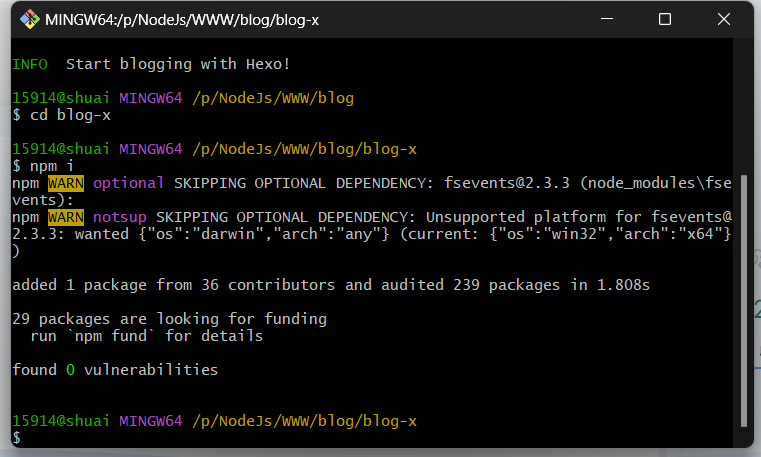 MINGW64:/p/NodeJs/WWW/blog/blog-x
INFO  Start blogging with Hexo!
15914@shuai MINGW64 /p/NodeJs/WWW/blog
$ cd blog-x
15914@shuai MINGW64 /p/NodeJs/WWW/blog/blog-x
$ npm i
npm WARN optional SKIPPING OPTIONAL DEPENDENCY: fsevents@2.3.3 (node_modules\fse
vents):
npm WARN notsup SKIPPING OPTIONAL DEPENDENCY: Unsupported platform for fsevents@
2.3.3: wanted {"os":"darwin","arch":"any"} (current: {"os":"win32","arch":"x64"}
)
added 1 package from 36 contributors and audited 239 packages in 1.808s
29 packages are looking for funding
  run `npm fund` for details
found 0 vulnerabilities
15914@shuai MINGW64 /p/NodeJs/WWW/blog/blog-x
$